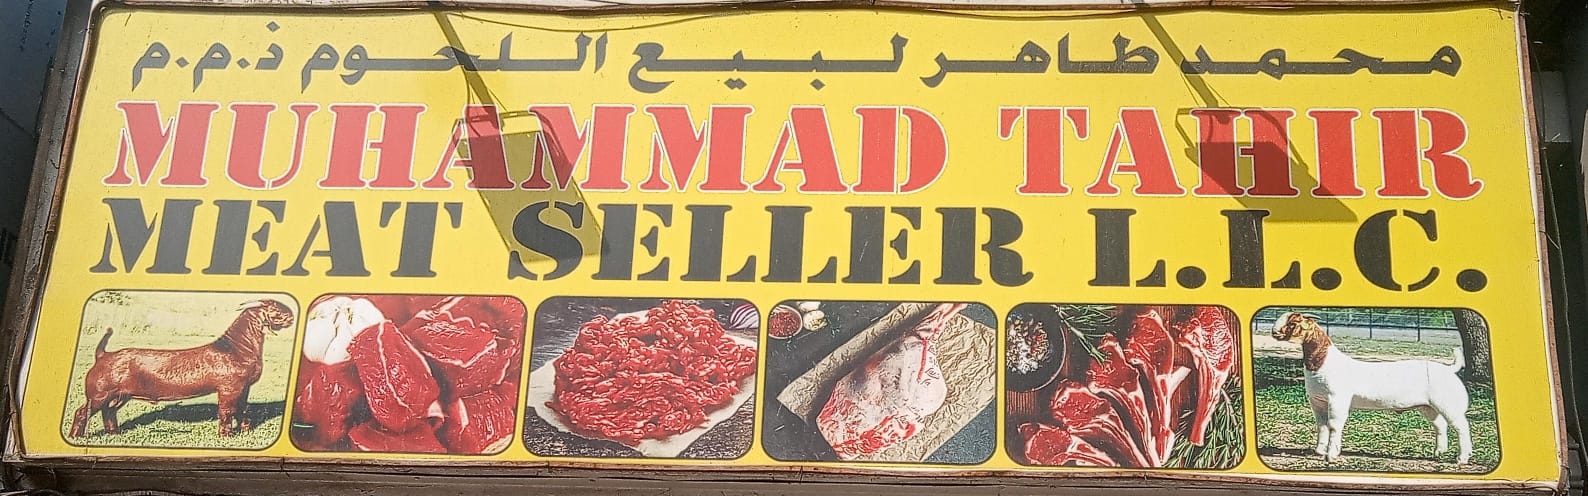 محمد طاهر لبيع اللحوم ذ.م.م
MUHAMMAD TAHIR
MEAT SELLER L.L.C.